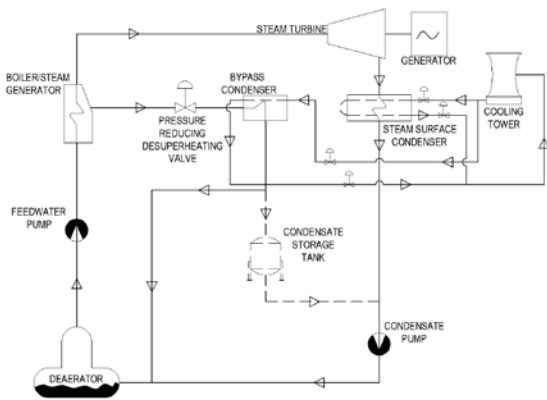 STEAM TURBINE
GENERATOR
BOILER/STEAM
GENERATOR
BYPASS
CONDENSER
PRESSURE
REDUCING
DESUPERHEATING
VALVE
STEAM SURFACE
CONDENSER
COOLING
TOWER
FEEDWATER
PUMP
CONDENSATE
STORAGE
TANK
CONDENSATE
PUMP
DEAERATOR